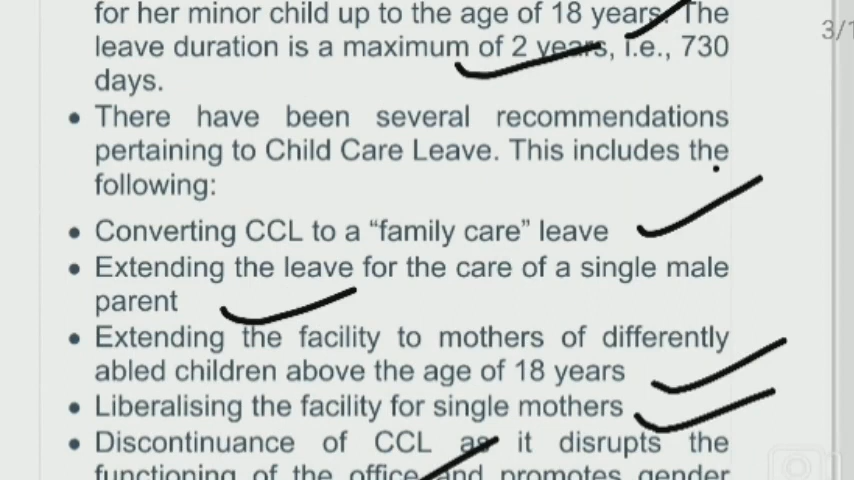 for her minor child up to the age of 18 years. The
leave duration is a maximum of 2 years, i.e., 730
days.
• There have been several recommendations
pertaining to Child Care Leave. This includes the
following:
• Converting CCL to a “family care” leave
• Extending the leave for the care of a single male
parent
• Extending the facility to mothers of differently
abled children above the age of 18 years
• Liberalising the facility for single mothers
• Discontinuance of CCL as it disrupts the
functioning of the office and promotes gender
3/1